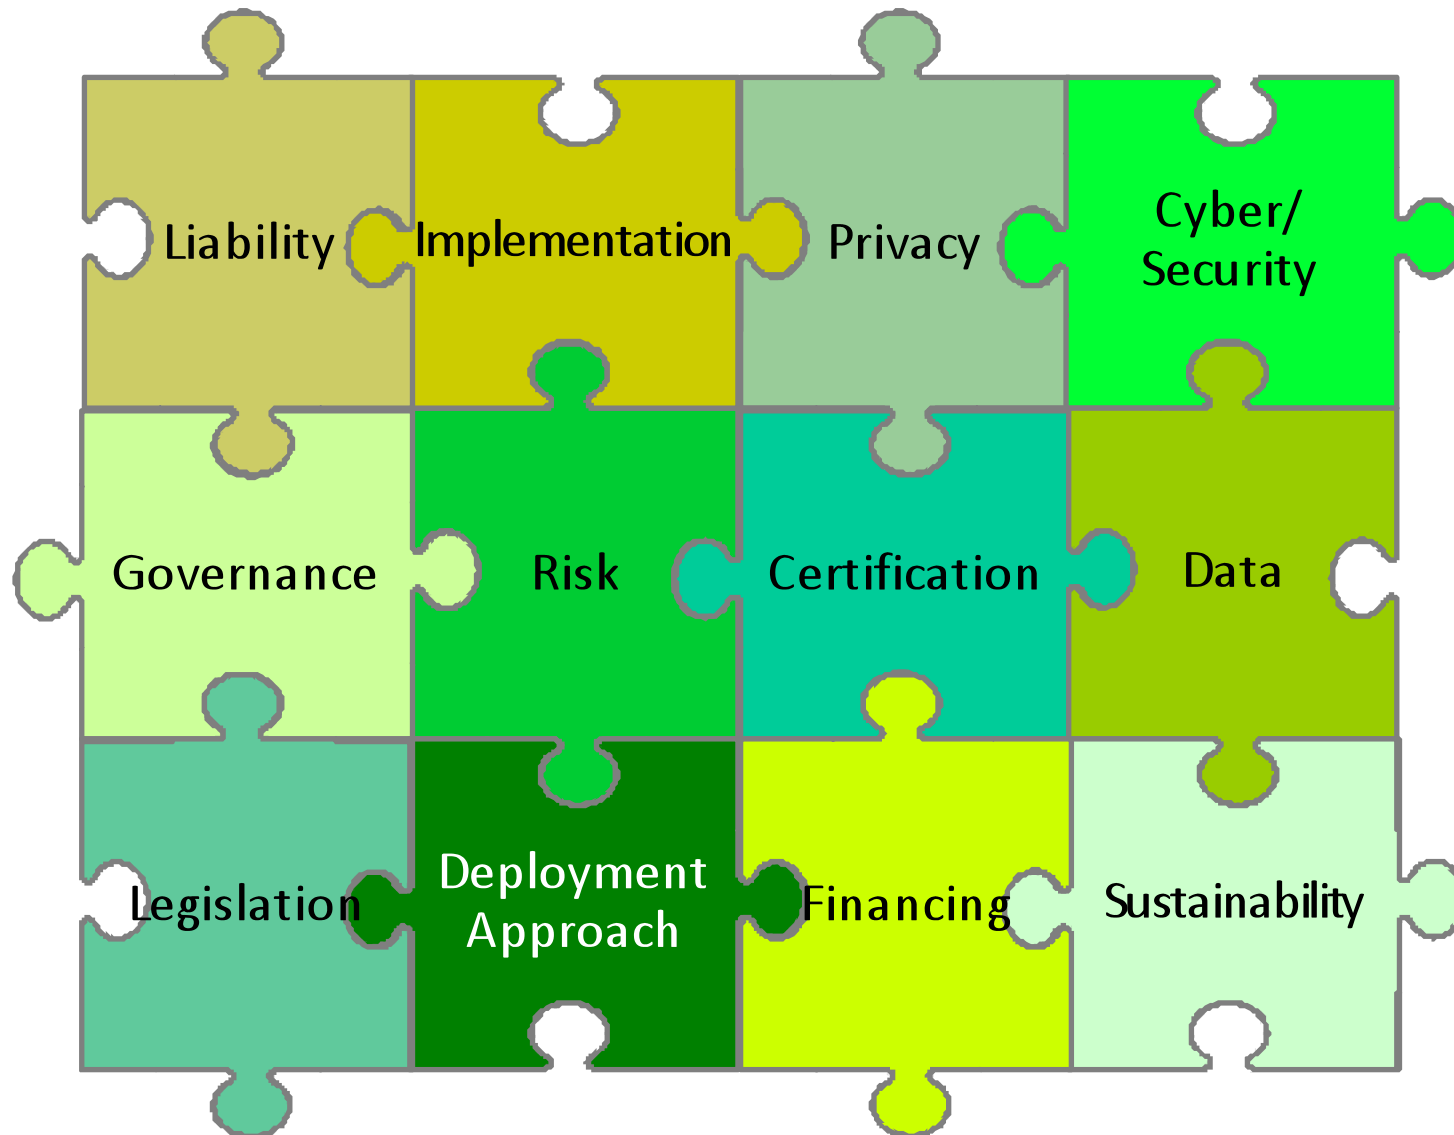 Liability
Implementation
Privacy
Cyber/
Security
Governance
Risk
Certification
Data
Legislation
Deployment
Approach
Financing
Sustainability